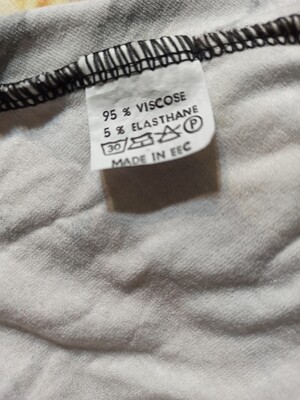 95 % VISCOSE
5 % ELASTHANE
30 P
MADE IN EEC